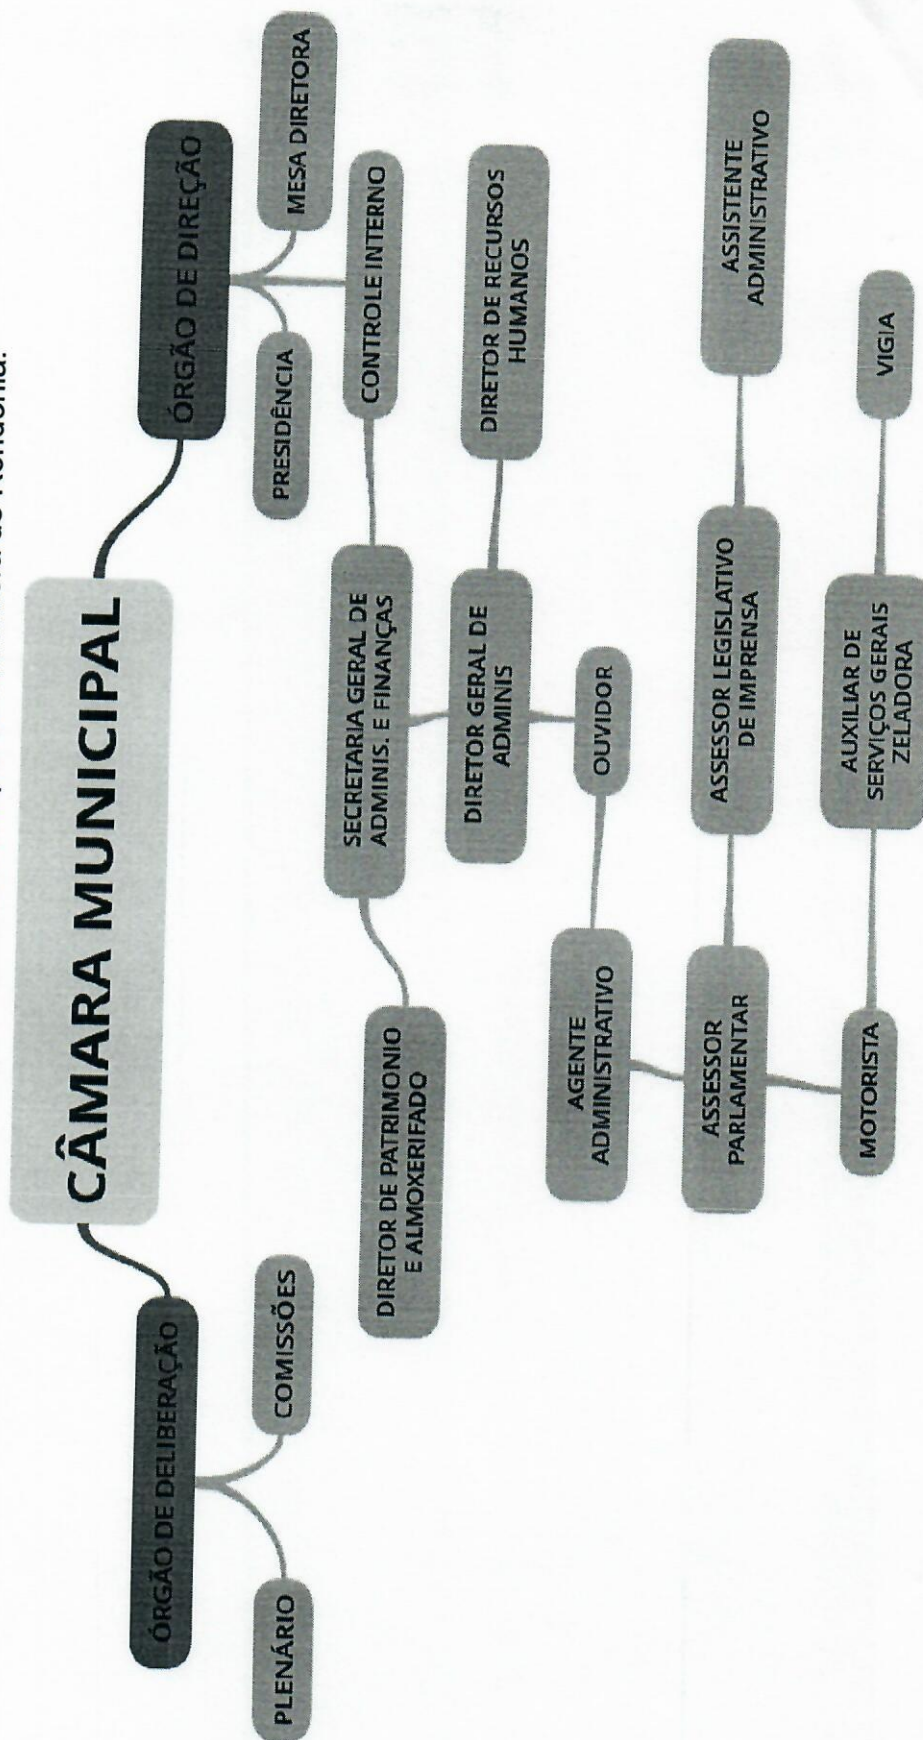 de Rondônia.
CÂMARA MUNICIPAL
ÓRGÃO DE DELIBERAÇÃO
ÓRGÃO DE DIREÇÃO
PLENÁRIO
COMISSÕES
PRESIDÊNCIA
MESA DIRETORA
CONTROLE INTERNO
SECRETARIA GERAL DE
ADMINIS. E FINANÇAS
DIRETOR DE PATRIMONIO
E ALMOXERIFADO
DIRETOR GERAL DE
ADMINIS
DIRETOR DE RECURSOS
HUMANOS
OUVIDOR
AGENTE
ADMINISTRATIVO
ASSESSOR
PARLAMENTAR
ASSESSOR LEGISLATIVO
DE IMPRENSA
ASSISTENTE
ADMINISTRATIVO
MOTORISTA
AUXILIAR DE
SERVIÇOS GERAIS
ZELADORA
VIGIA